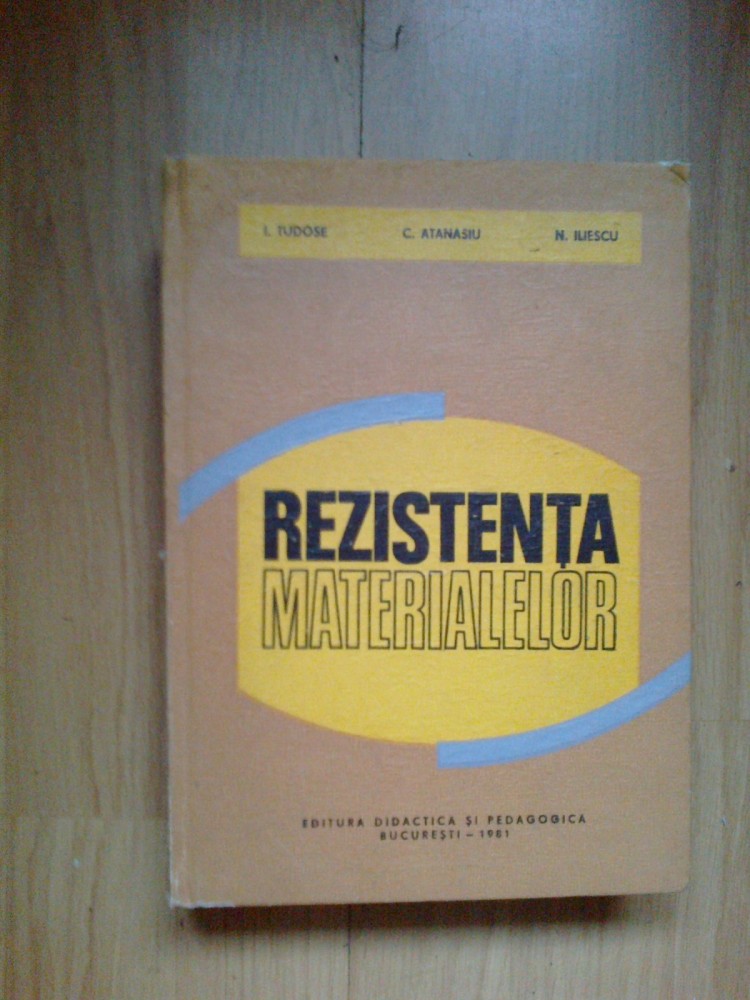 I. TUDOSE C. ATANASIU N. ILIESCU
REZISTENȚA
MATERIALELOR
EDITURA DIDACTICA ȘI PEDAGOGICA
BUCUREȘTI – 1981